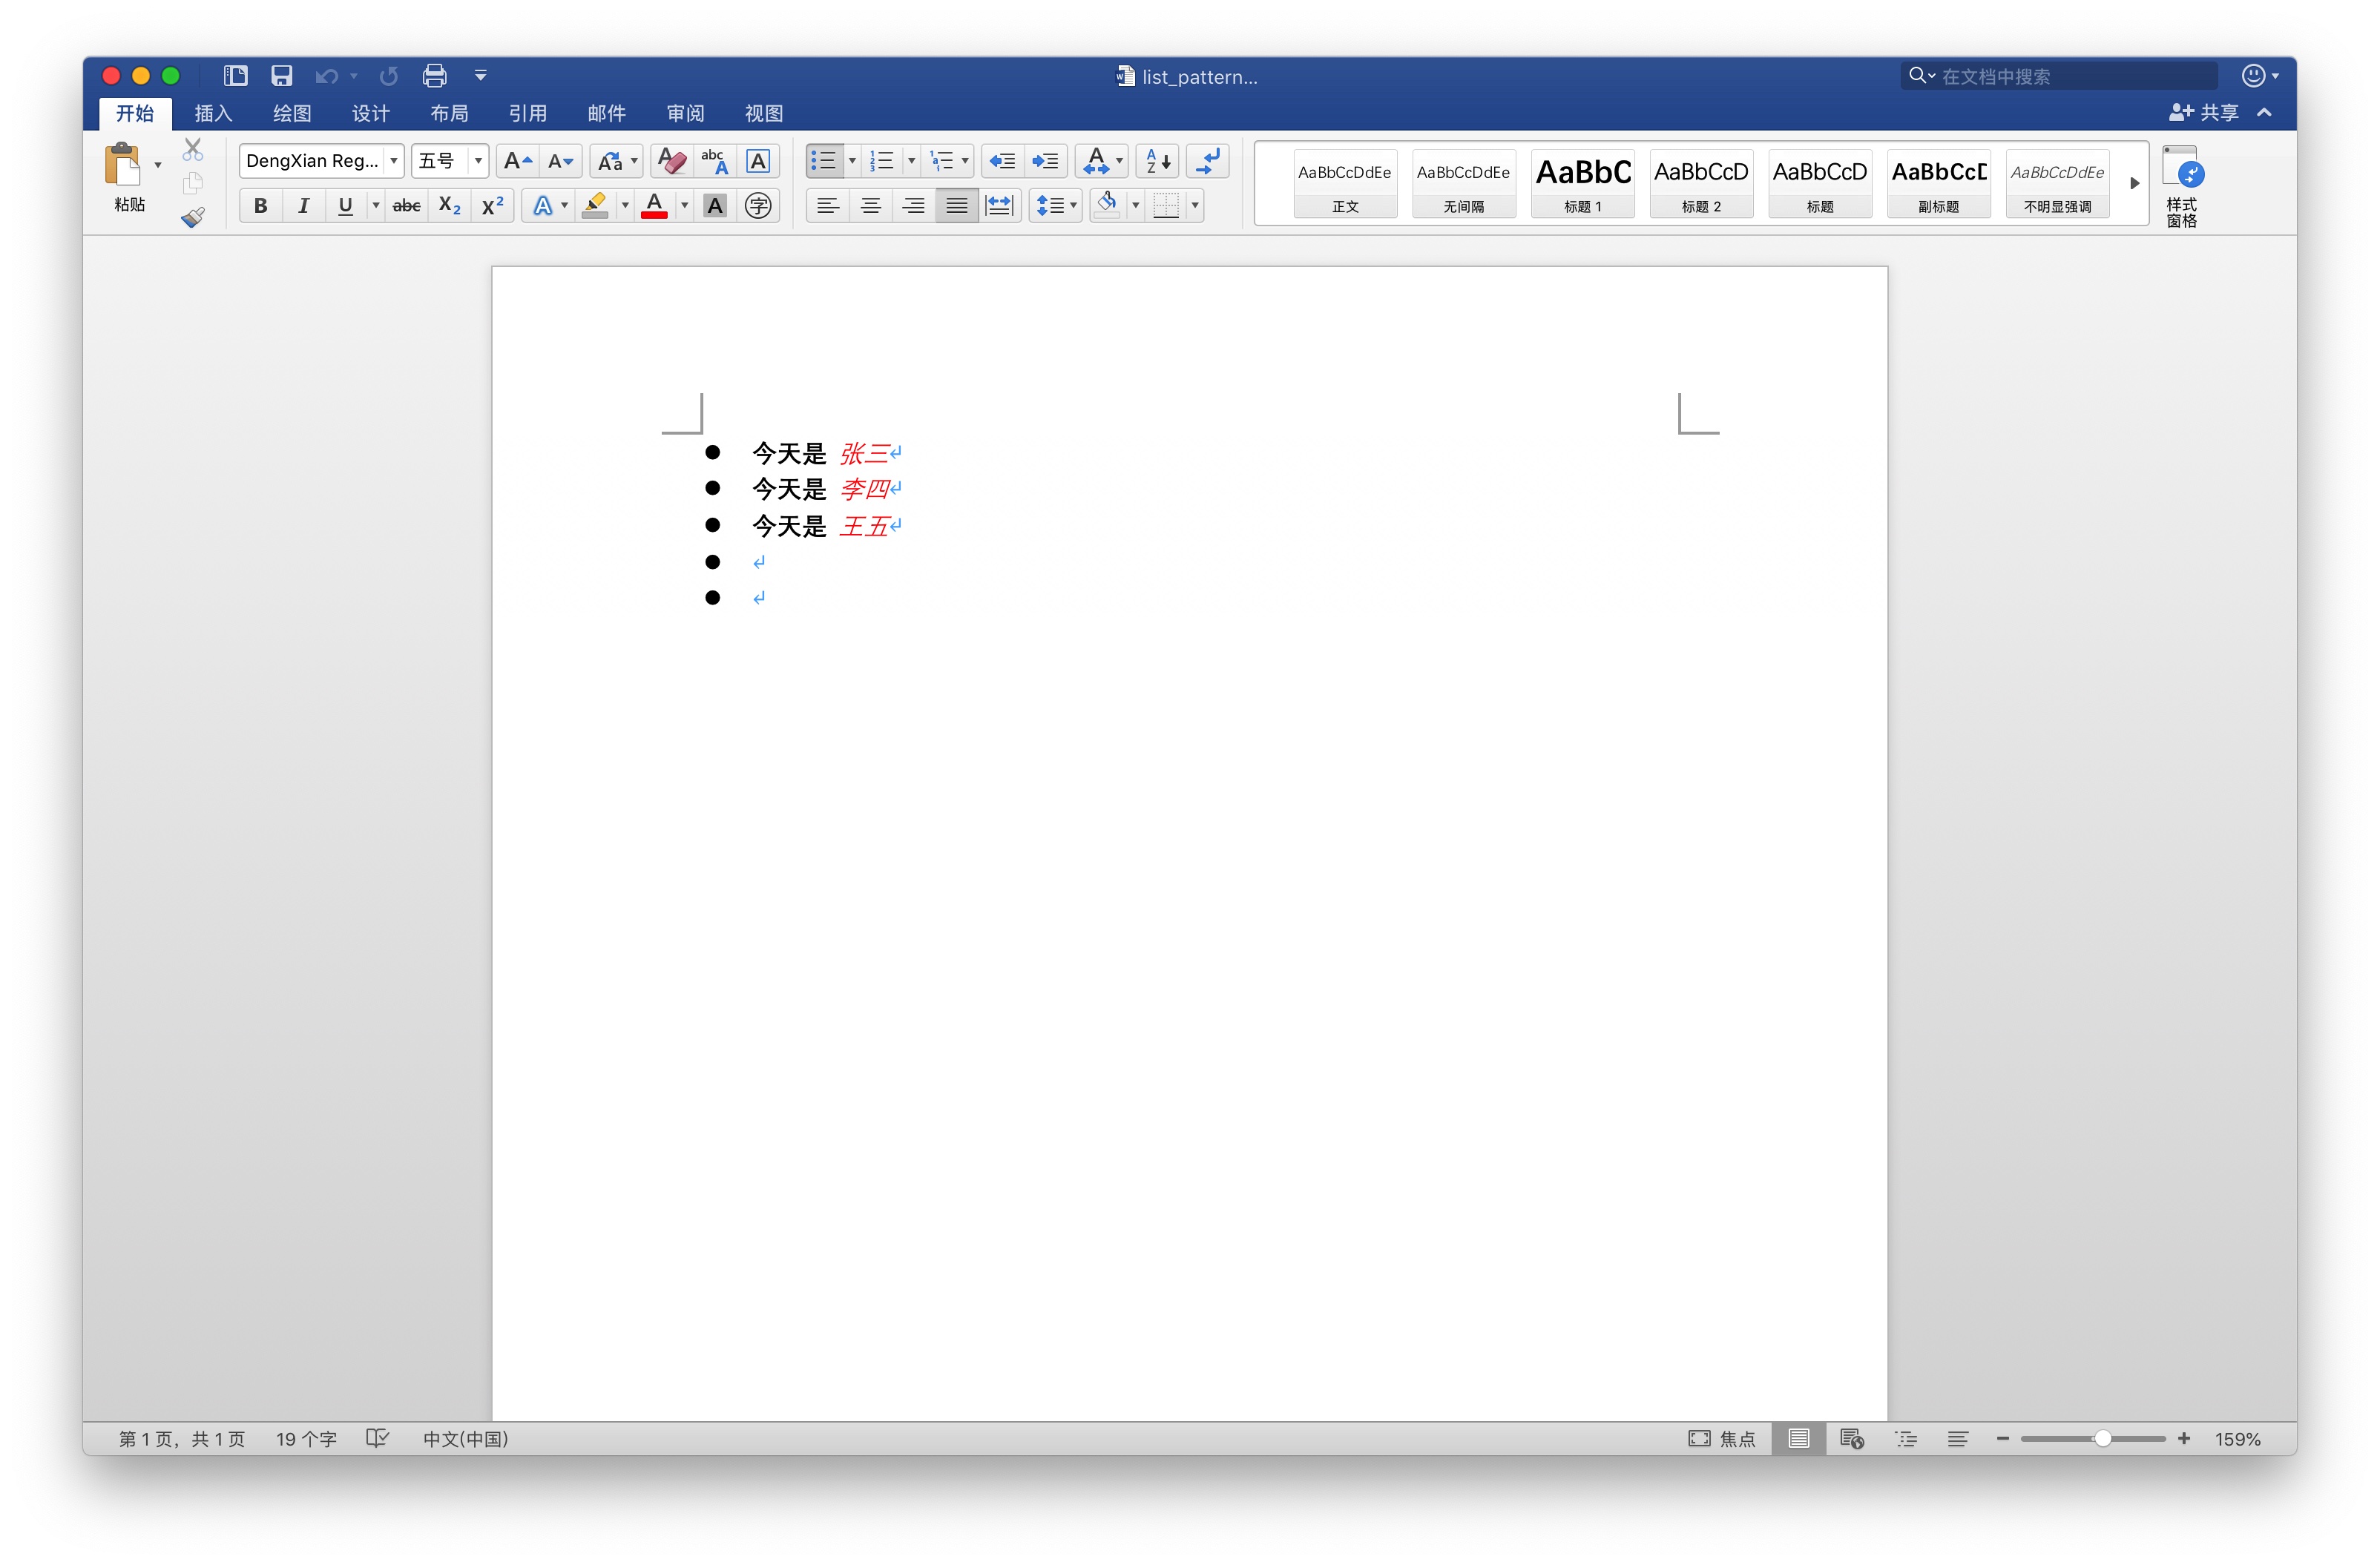 list_pattern...
在文档中搜索
开始 插入 绘图 设计 布局 引用 邮件 审阅 视图
共享
粘贴
DengXian Reg...
五号
AaBbCcDdEe AaBbCcDdEe AaBbC AaBbCcD AaBbCcD AaBbCcD AaBbCcDdEe
正文 无间隔 标题 1 标题 2 标题 副标题 不明显强调
样式
窗格
● 今天是 张三
● 今天是 李四
● 今天是 王五
●
●
第 1 页，共 1 页 19 个字 中文(中国) 焦点 159%